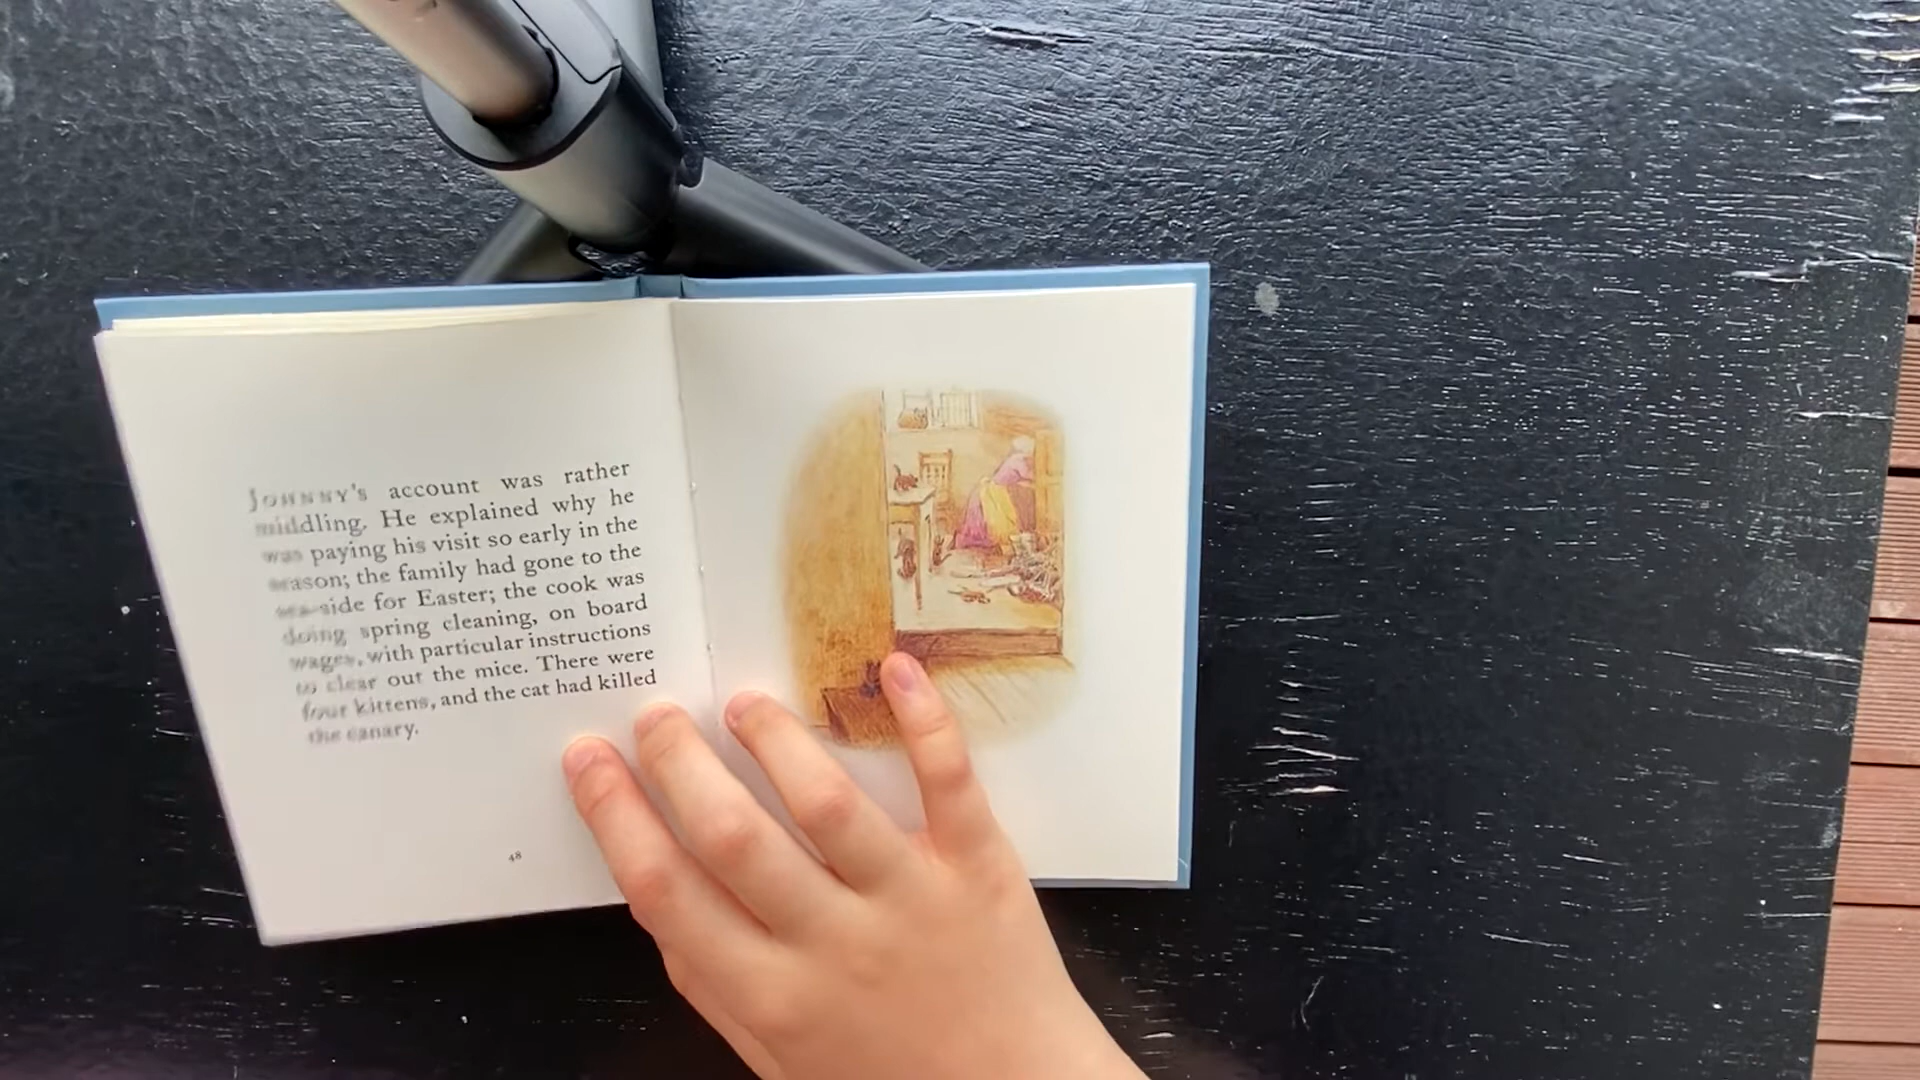 JOHNNY'S account was rather
middling. He explained why he
was paying his visit so early in the
season; the family had gone to the
sea-side for Easter; the cook was
doing spring cleaning, on board
wages, with particular instructions
to clear out the mice. There were
four kittens, and the cat had killed
the canary.
48